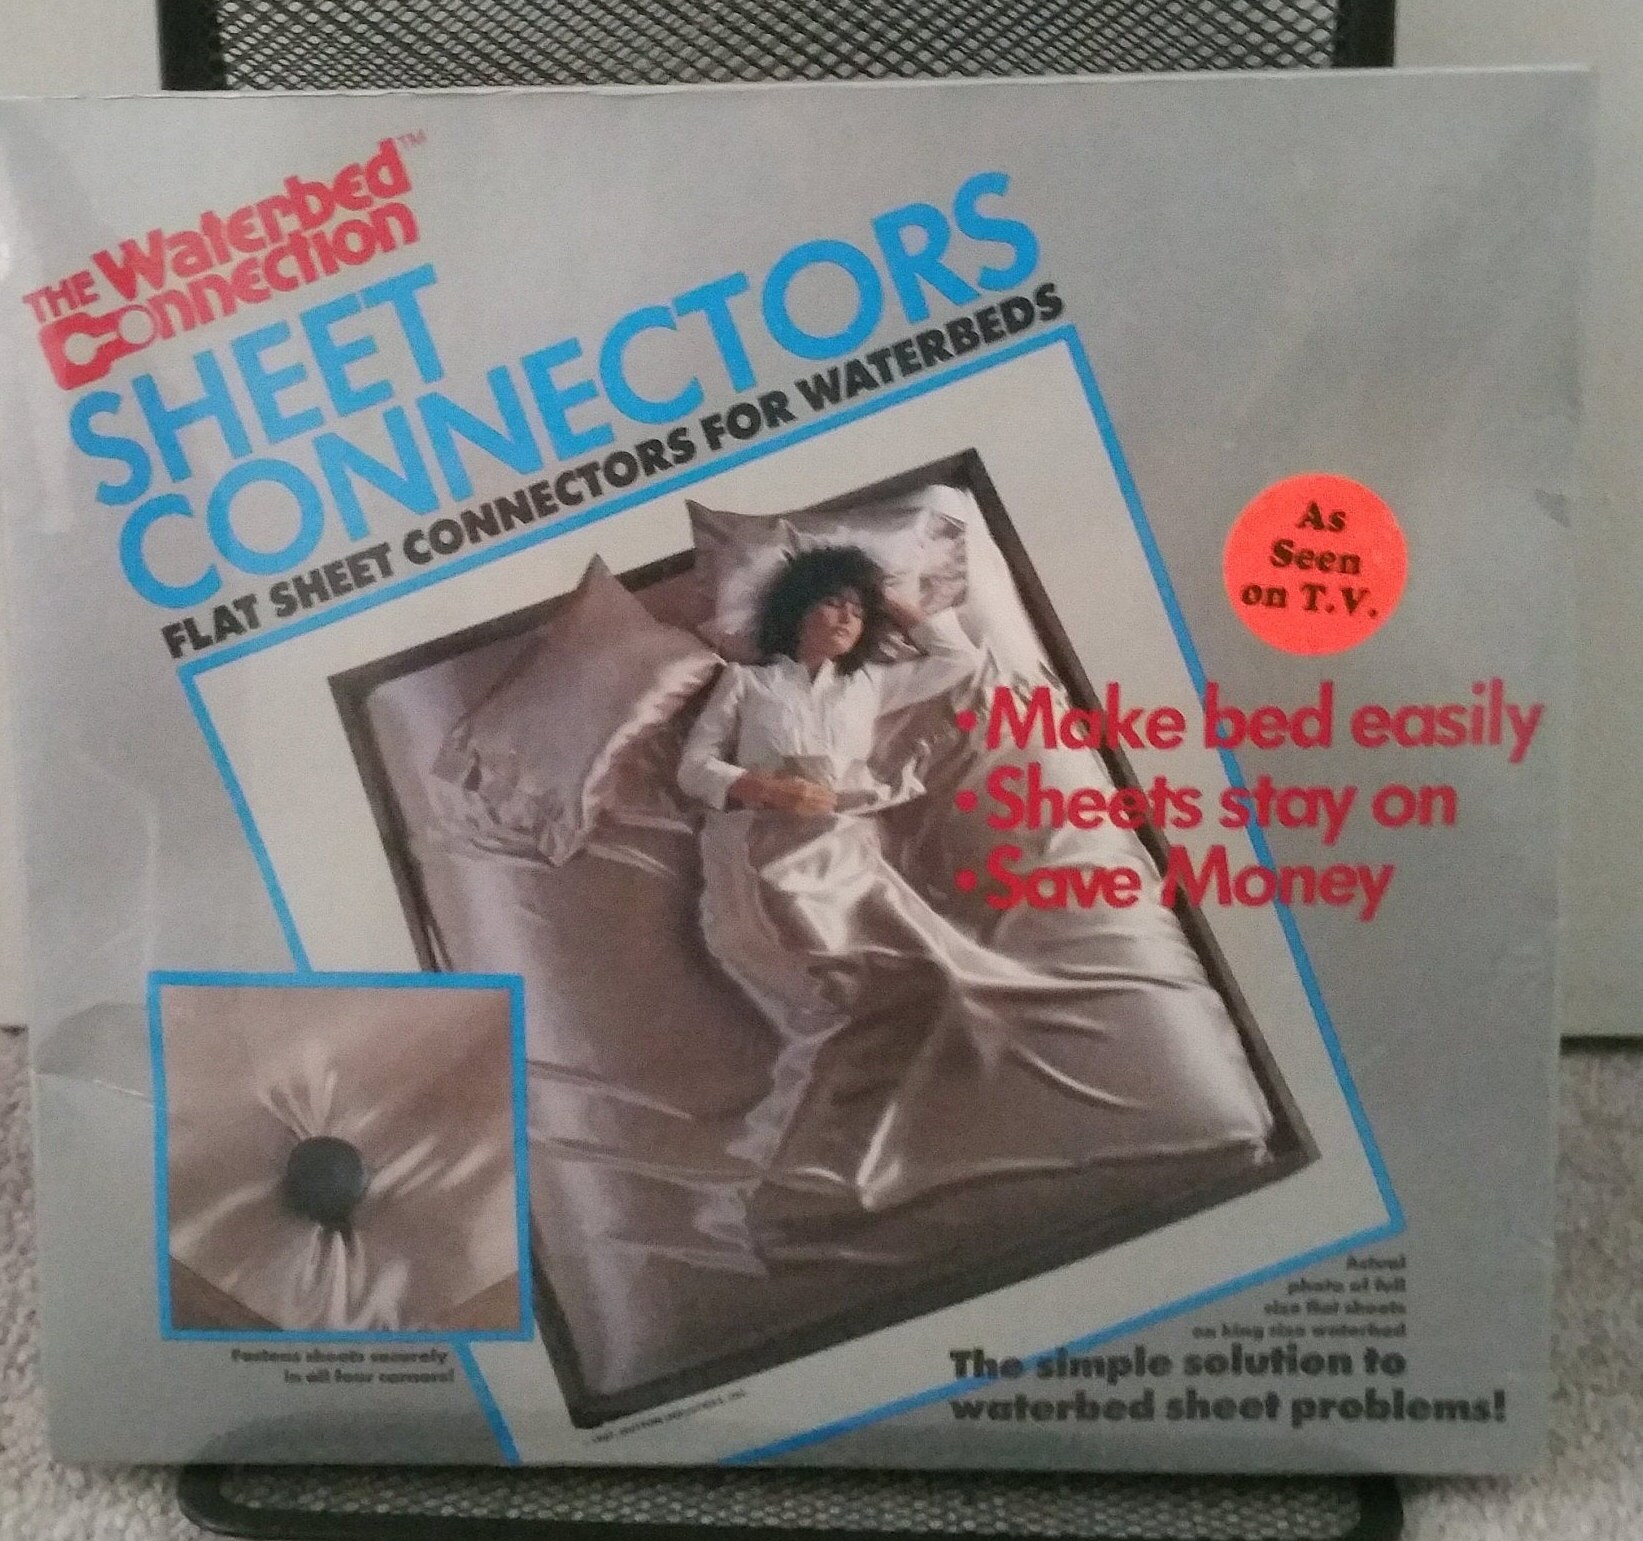 THE Waterbed™
Connection
SHEET
CONNECTORS
FLAT SHEET CONNECTORS FOR WATERBEDS
As
Seen
on T.V.
•Make bed easily
•Sheets stay on
•Save Money
Fastens sheets securely
in all four corners!
Actual
photo of full
size flat sheets
on king size waterbed
The simple solution to
waterbed sheet problems!
INDUSTRIES, INC.